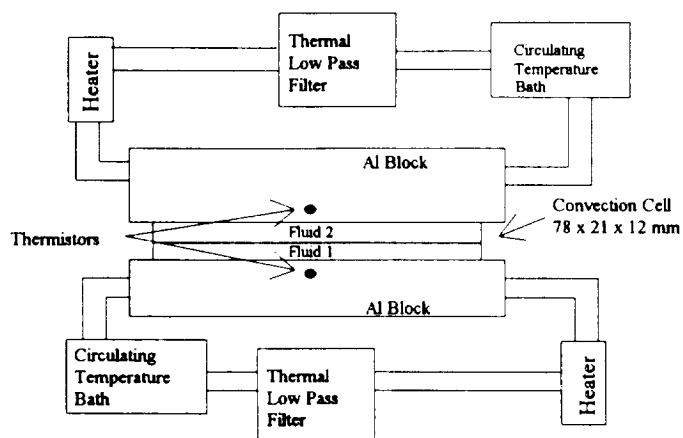 Heater
Thermal
Low Pass
Filter
Circulating
Temperature
Bath
Al Block
Convection Cell
78 x 21 x 12 mm
Thermistors
Fluid 2
Fluid 1
Al Block
Circulating
Temperature
Bath
Thermal
Low Pass
Filter
Heater